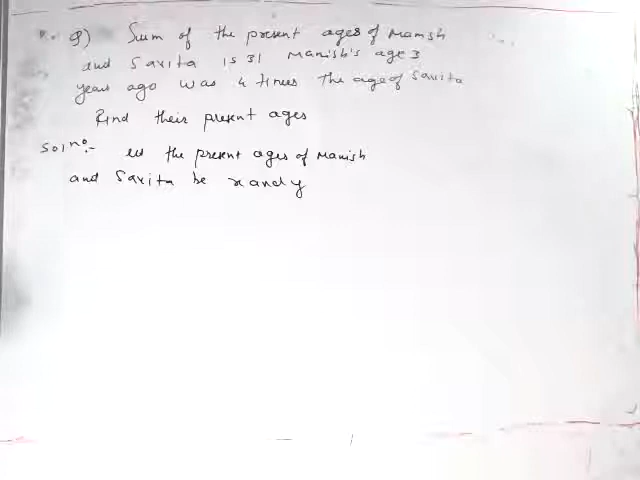 Q) Sum of the present ages of Manish
and Savita is 31 Manish's age 3
years ago was 4 times the age of Savita
Find their present ages
Solno:- let the present ages of Manish
and Savita be x and y